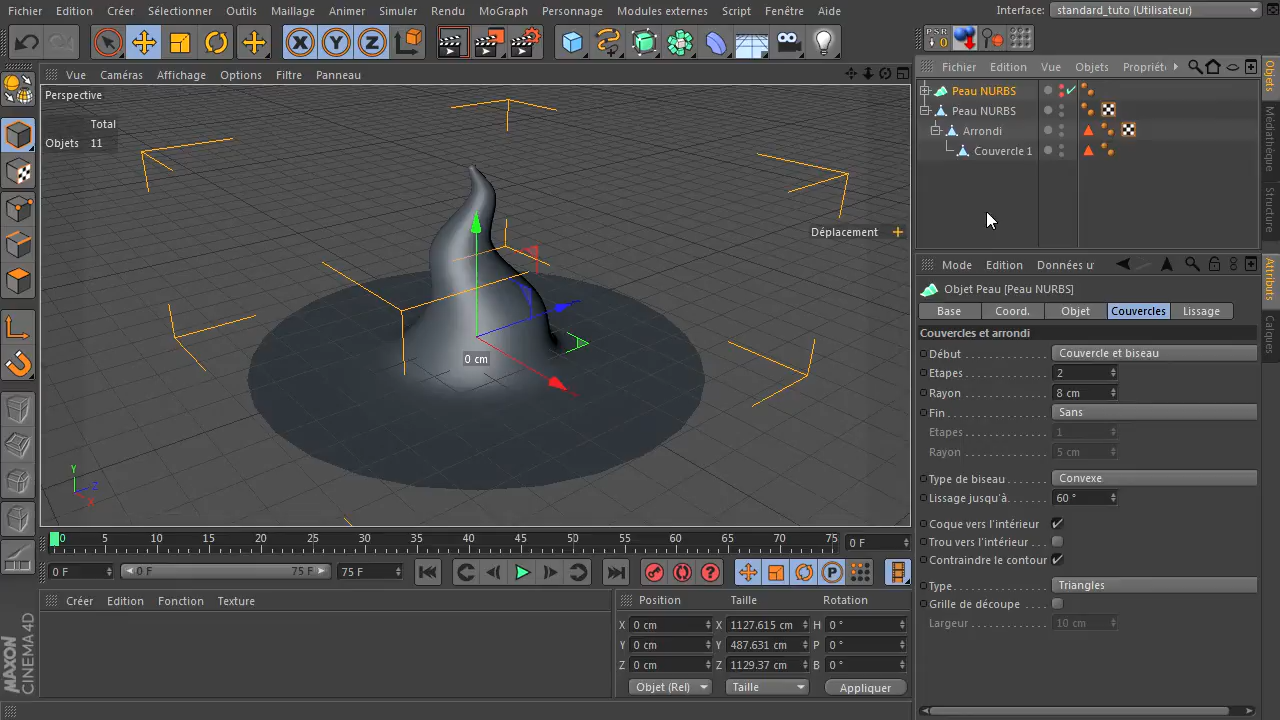 Fichier Edition Créer Sélectionner Outils Maillage Animer Simuler Rendu MoGraph Personnage Modules externes Script Fenêtre Aide Interface: standard_tuto (Utilisateur)
PSR
0
Vue Caméras Affichage Options Filtre Panneau
Fichier Edition Vue Objets Propriét
Perspective
Total
Objets 11
Peau NURBS
Peau NURBS
Arrondi
Couvercle 1
Objets
Médiathèque
Structure
Déplacement
0 cm
Y
Z
X
Mode Edition Données u
Objet Peau [Peau NURBS]
Base Coord. Objet Couvercles Lissage
Attributs
Calques
Couvercles et arrondi
Début Couvercle et biseau
Etapes 2
Rayon 8 cm
Fin Sans
Etapes 1
Rayon 5 cm
Type de biseau Convexe
Lissage jusqu'à 60 °
Coque vers l'intérieur
Trou vers l'intérieur
Contraindre le contour
Type Triangles
Grille de découpe
Largeur 10 cm
0 5 10 15 20 25 30 35 40 45 50 55 60 65 70 75 0 F
0 F 0 F 75 F 75 F
Créer Edition Fonction Texture
Position Taille Rotation
X 0 cm X 1127.615 cm H 0 °
Y 0 cm Y 487.631 cm P 0 °
Z 0 cm Z 1129.37 cm B 0 °
Objet (Rel) Taille Appliquer
MAXON
CINEMA 4D